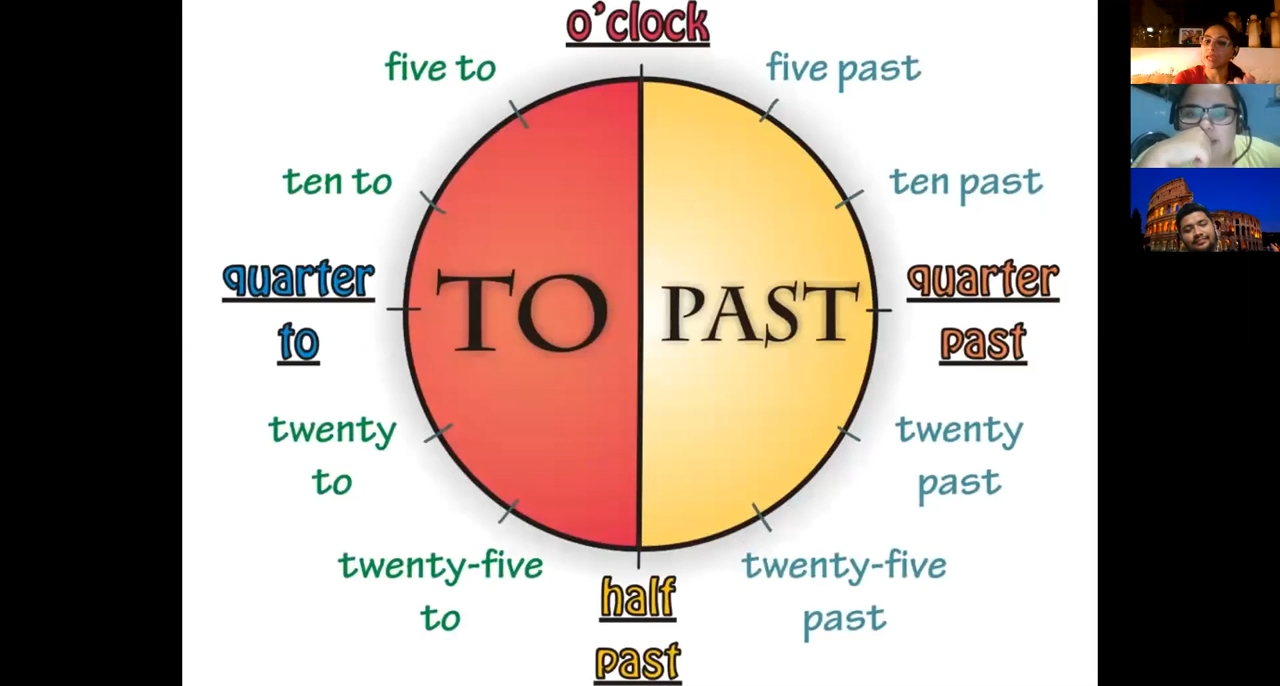 o'clock
five to
five past
ten to
ten past
quarter
to
TO
PAST
quarter
past
twenty
to
twenty
past
twenty-five
to
half
past
twenty-five
past